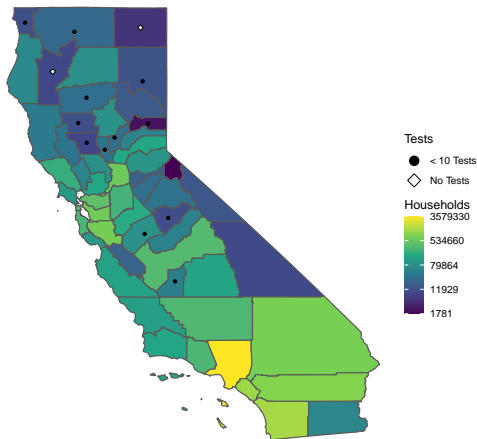 Tests
< 10 Tests
No Tests
Households
3579330
534660
79864
11929
1781